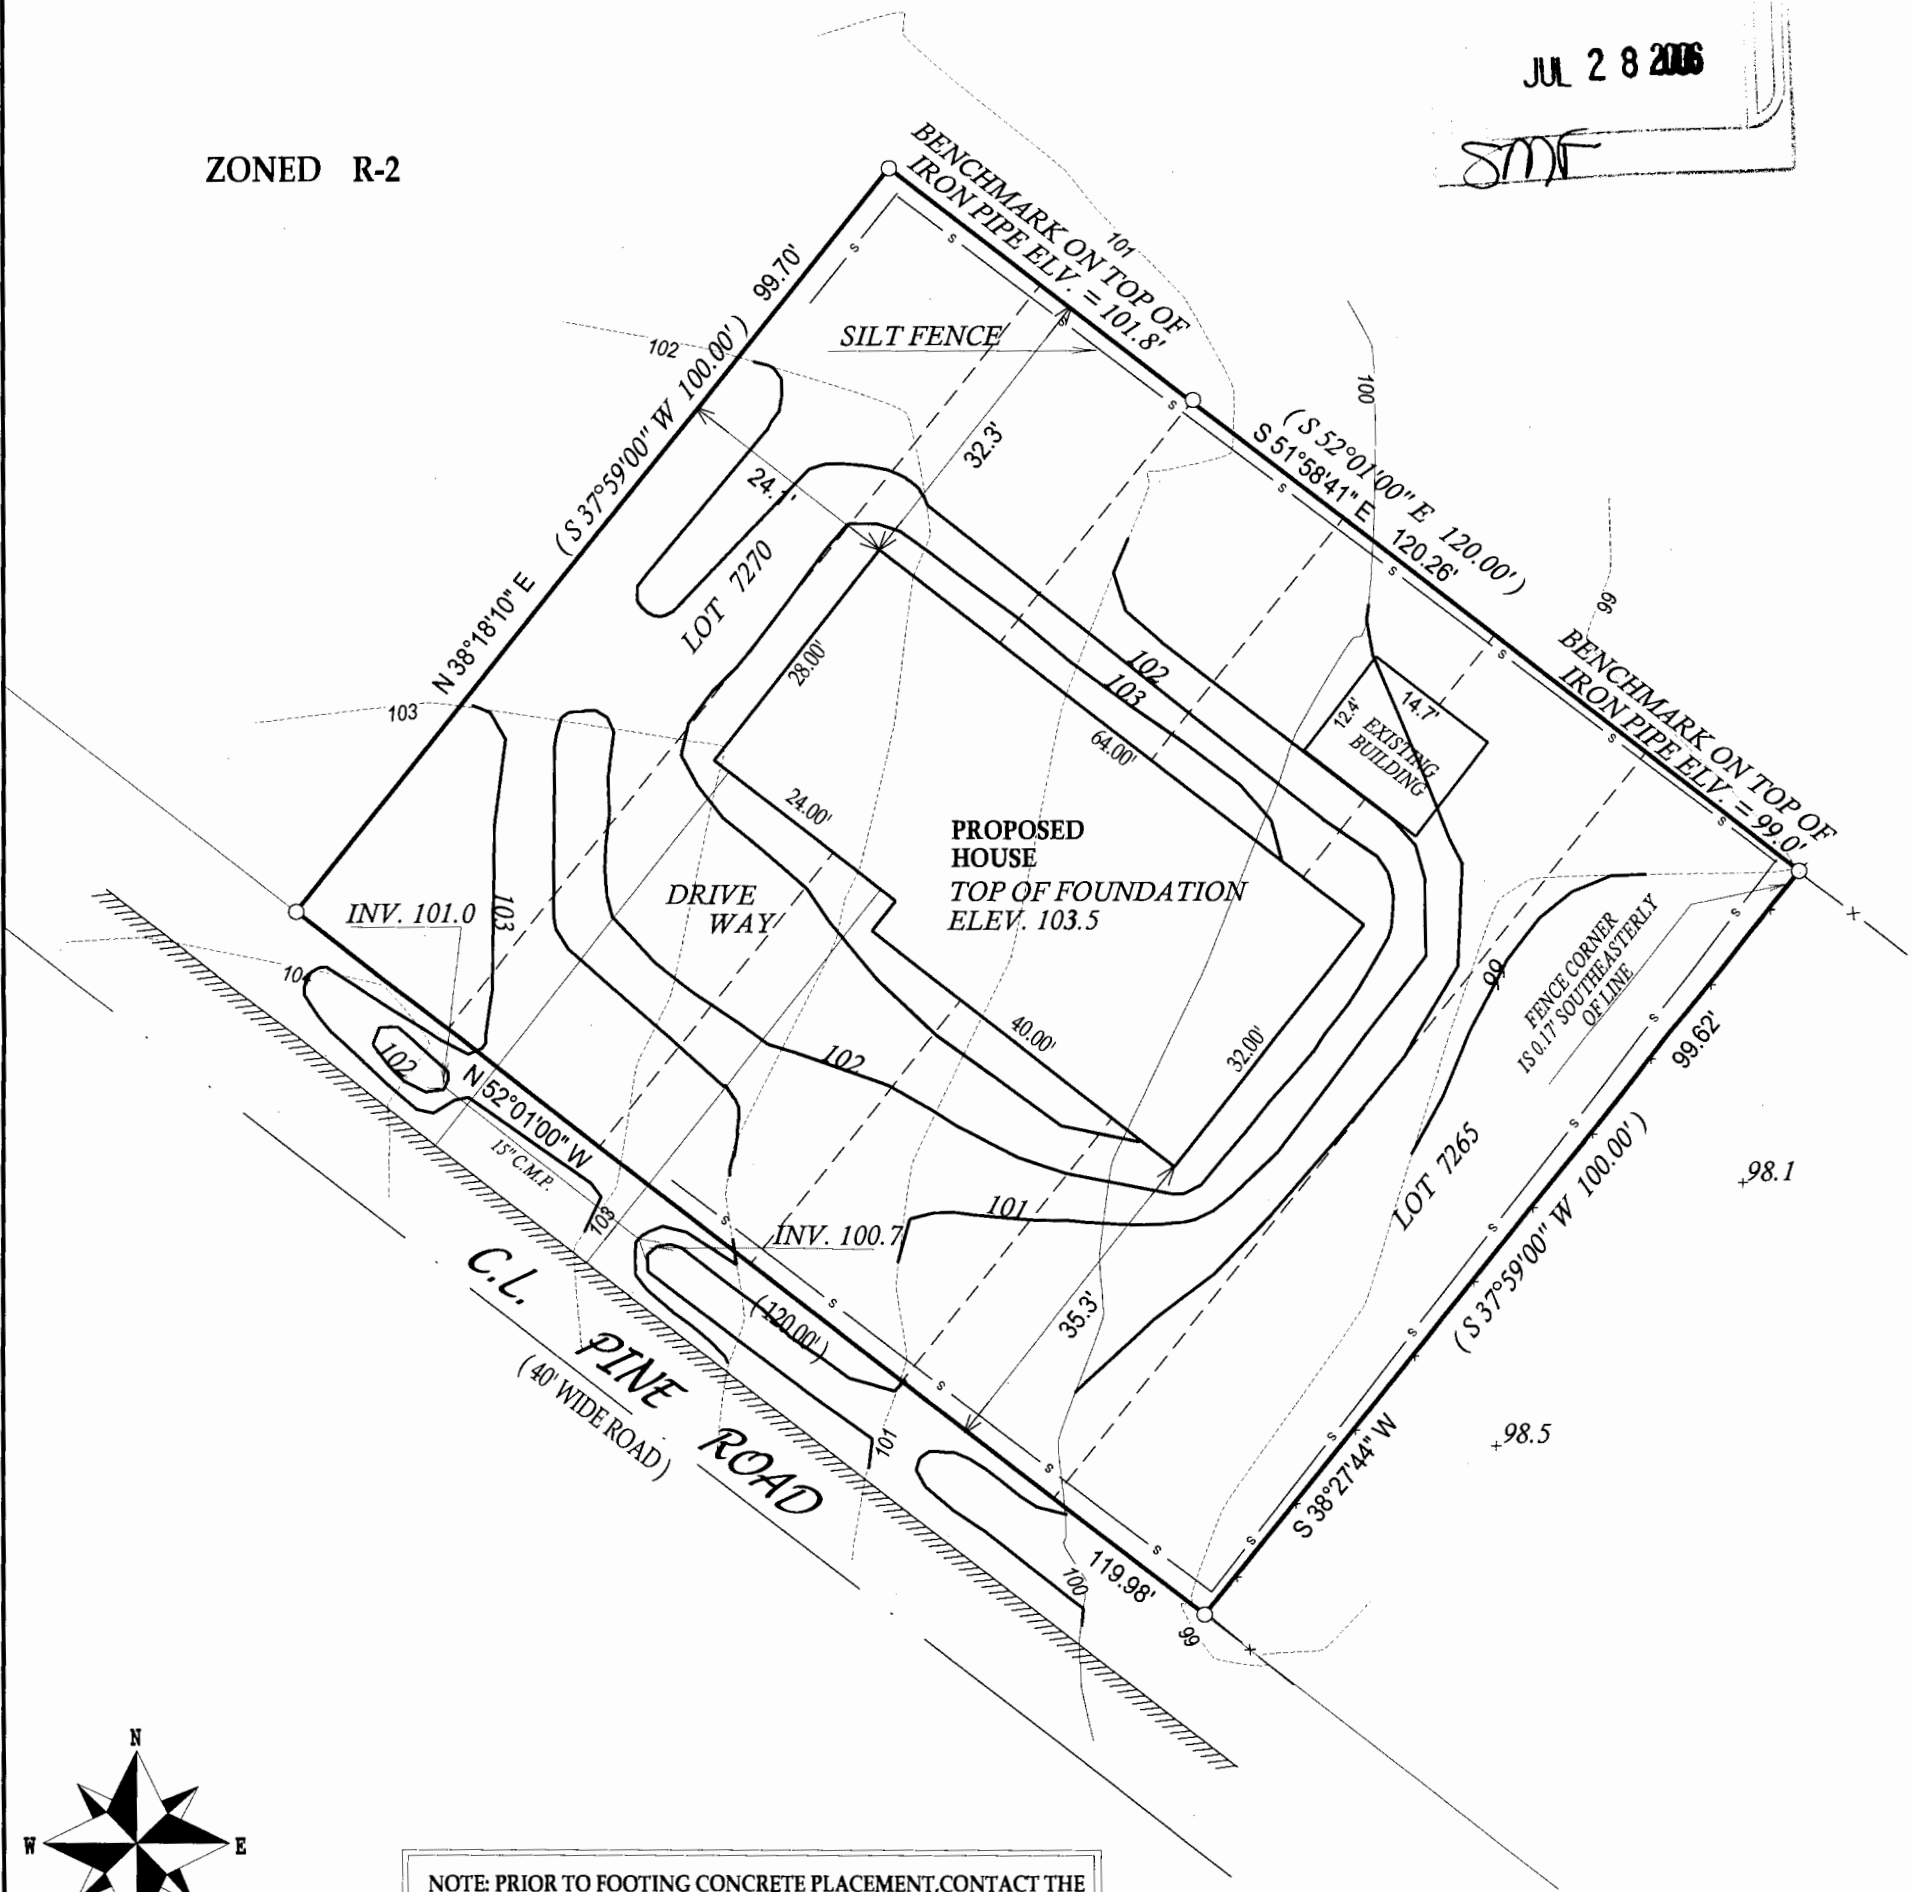 JUL 28 2006
SMF
ZONED R-2
BENCHMARK ON TOP OF
IRON PIPE ELV. = 101.8'
101
99.70'
( S 37°59'00" W 100.00' )
N 38°18'10" E
SILT FENCE
102
100
32.3'
( S 52°01'00" E 120.00' )
S 51°58'41" E 120.26'
99
BENCHMARK ON TOP OF
IRON PIPE ELV. = 99.0'
LOT 7270
28.00'
102
103
12.4'
14.7'
EXISTING
BUILDING
103
64.00'
24.00'
PROPOSED
HOUSE
TOP OF FOUNDATION
ELEV. 103.5
DRIVE
WAY
INV. 101.0
103
104
102
102
40.00'
32.00'
99
FENCE CORNER
IS 0.17' SOUTHEASTERLY
OF LINE
99.62'
N 52°01'00" W
15" C.M.P.
103
LOT 7265
98.1
101
INV. 100.7
( S 37°59'00" W 100.00' )
C.L. PINE ROAD
( 40' WIDE ROAD )
( 120.00' )
35.3'
101
98.5
S 38°27'44" W
100
119.98'
99
N
W
E
NOTE: PRIOR TO FOOTING CONCRETE PLACEMENT,CONTACT THE